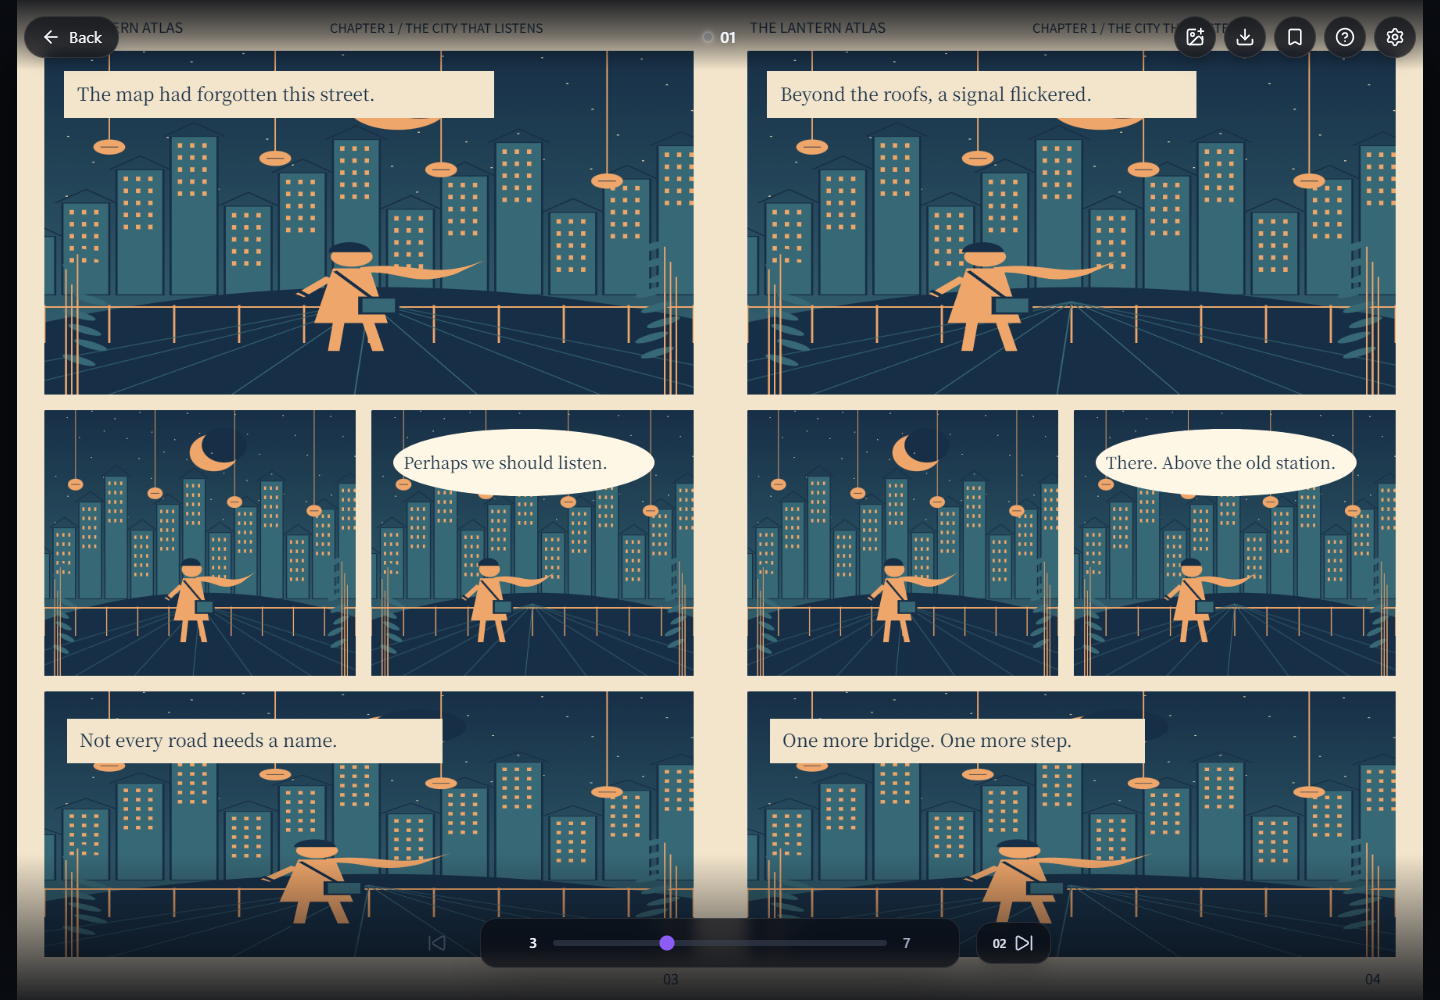 Back
ERN ATLAS
CHAPTER 1 / THE CITY THAT LISTENS
01
THE LANTERN ATLAS
CHAPTER 1 / THE CITY
The map had forgotten this street.
Beyond the roofs, a signal flickered.
Perhaps we should listen.
There. Above the old station.
Not every road needs a name.
One more bridge. One more step.
3
7
02
03
04